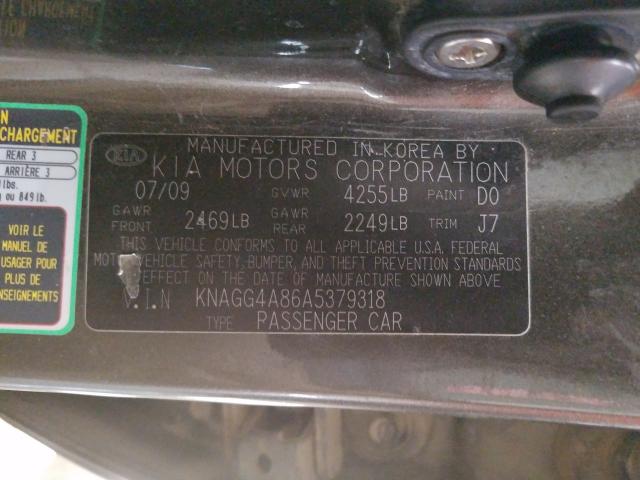 TE CHARGEMENT
TION
N
CHARGEMENT
REAR 3
ARRIÈRE 3
lbs.
ou 849 lb.
VOIR LE
MANUEL DE
USAGER POUR
PLUS DE
RENSEIGNEMENTS
KIA
MANUFACTURED IN KOREA BY
KIA MOTORS CORPORATION
07/09 GVWR 4255LB PAINT D0
GAWR FRONT 2469LB GAWR REAR 2249LB TRIM J7
THIS VEHICLE CONFORMS TO ALL APPLICABLE U.S.A. FEDERAL
MOTOR VEHICLE SAFETY, BUMPER, AND THEFT PREVENTION STANDARDS
EFFECT ON THE DATE OF MANUFACTURE SHOWN ABOVE
V.I.N KNAGG4A86A5379318
TYPE PASSENGER CAR